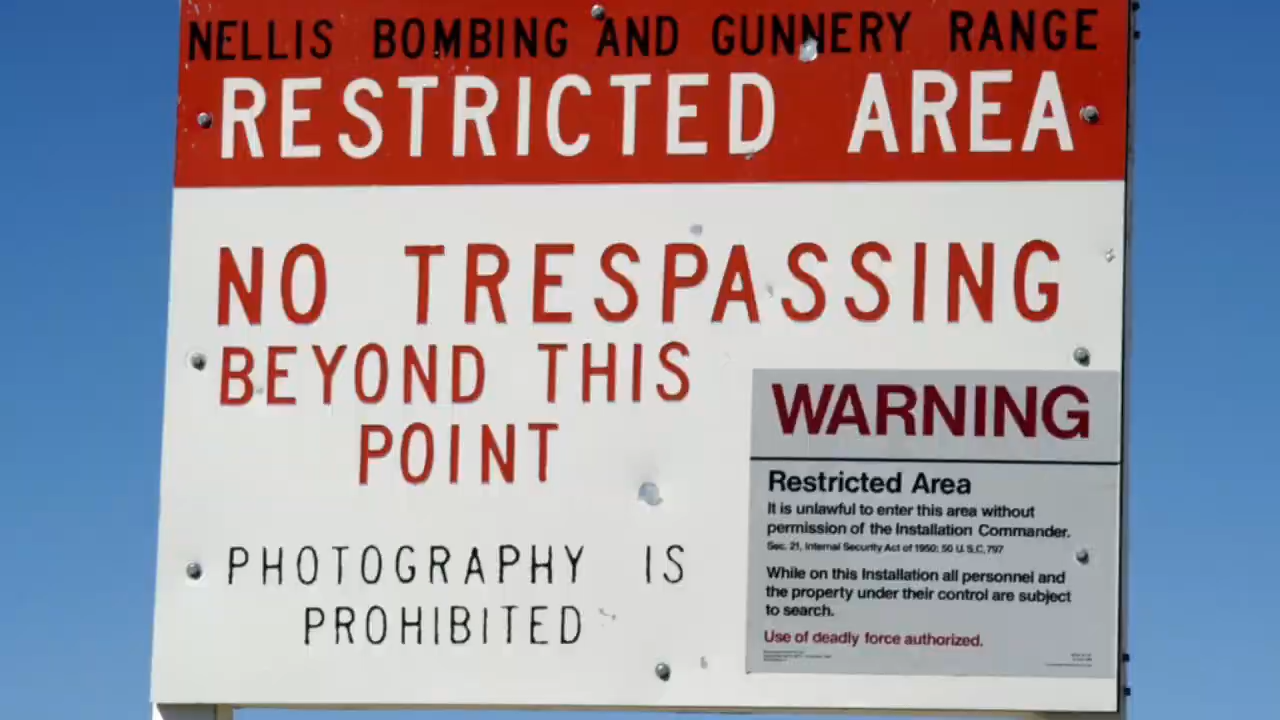 NELLIS BOMBING AND GUNNERY RANGE
RESTRICTED AREA
NO TRESPASSING
BEYOND THIS
POINT
PHOTOGRAPHY IS
PROHIBITED
WARNING
Restricted Area
It is unlawful to enter this area without
permission of the Installation Commander.
Sec. 21, Internal Security Act of 1950; 50 U.S.C. 797
While on this Installation all personnel and
the property under their control are subject
to search.
Use of deadly force authorized.